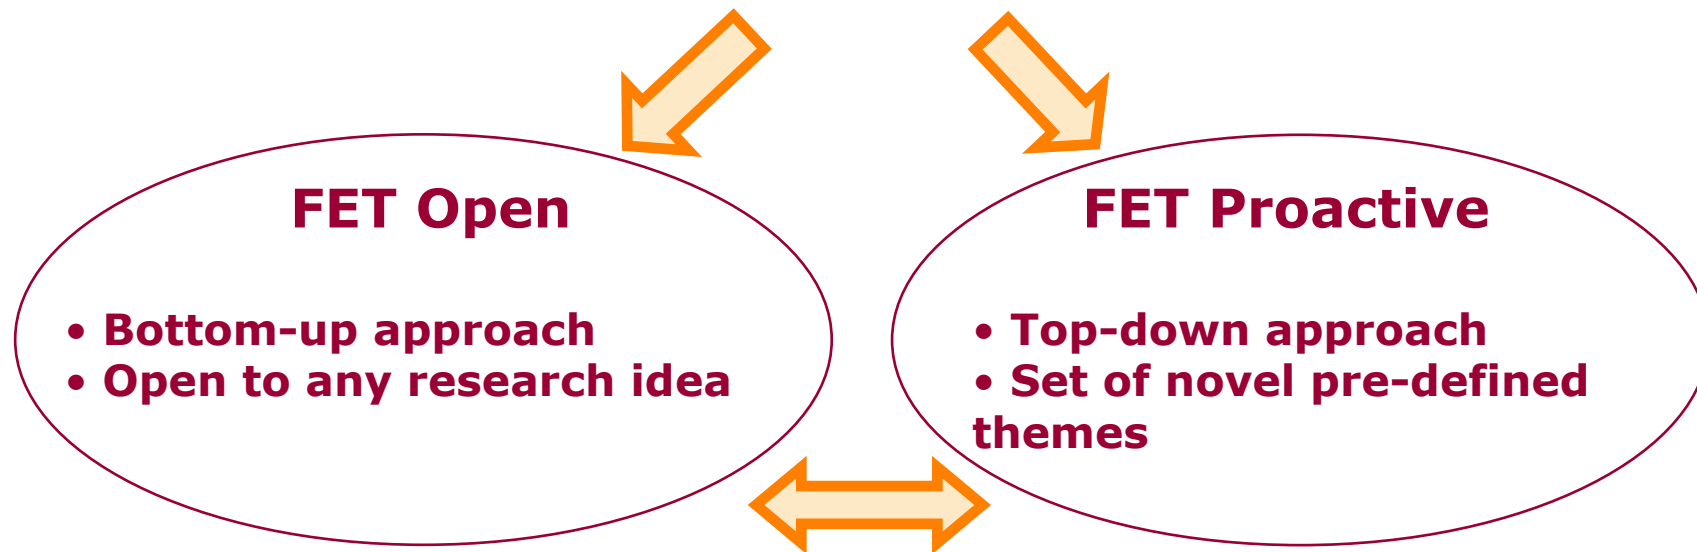 FET Open
• Bottom-up approach
• Open to any research idea
FET Proactive
• Top-down approach
• Set of novel pre-defined
themes